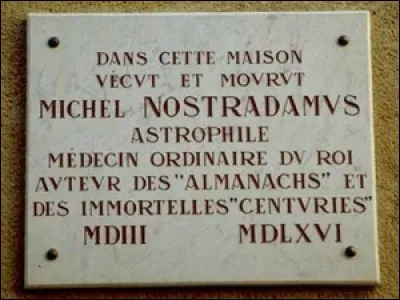 DANS CETTE MAISON
VÉCVT ET MOVRVT
MICHEL NOSTRADAMVS
ASTROPHILE
MÉDECIN ORDINAIRE DV ROI
AVTEVR DES "ALMANACHS" ET
DES IMMORTELLES "CENTVRIES"
MDIII MDLXVI